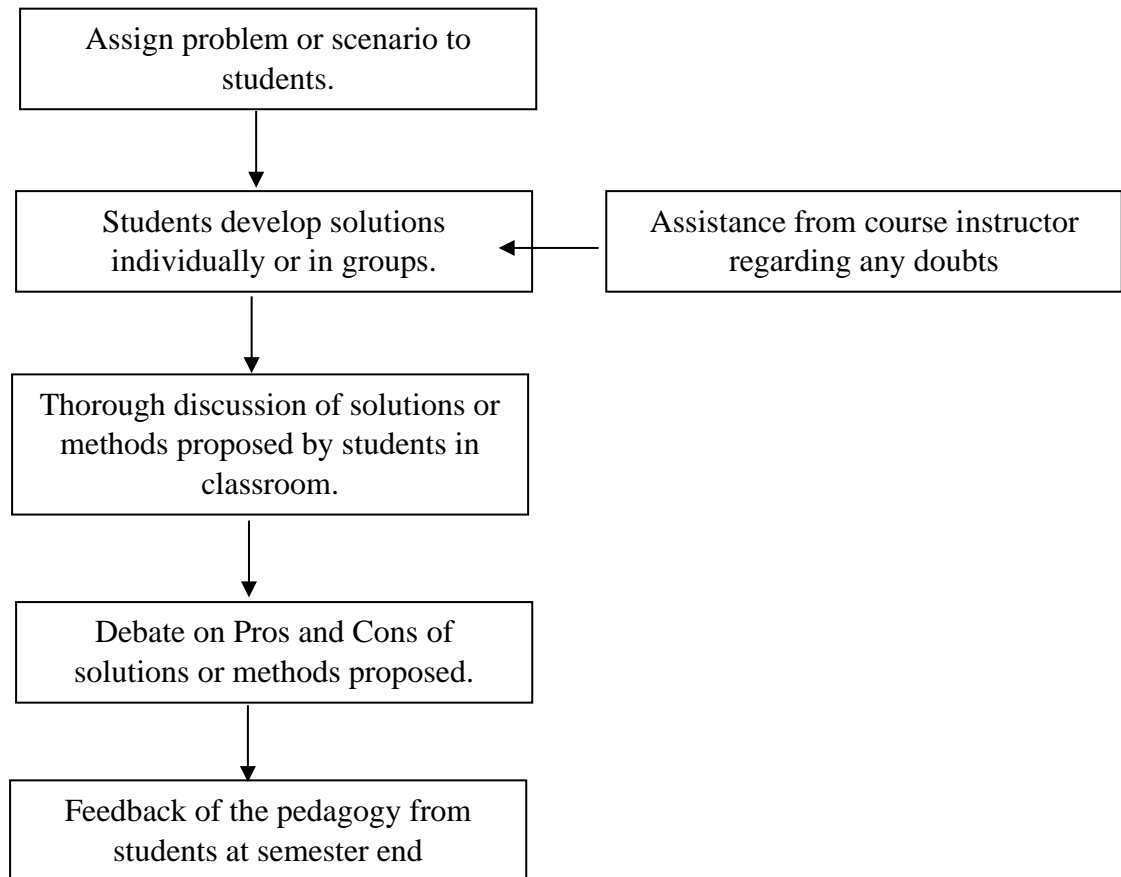 Assign problem or scenario to
students.
Students develop solutions
individually or in groups.
Assistance from course instructor
regarding any doubts
Thorough discussion of solutions or
methods proposed by students in
classroom.
Debate on Pros and Cons of
solutions or methods proposed.
Feedback of the pedagogy from
students at semester end